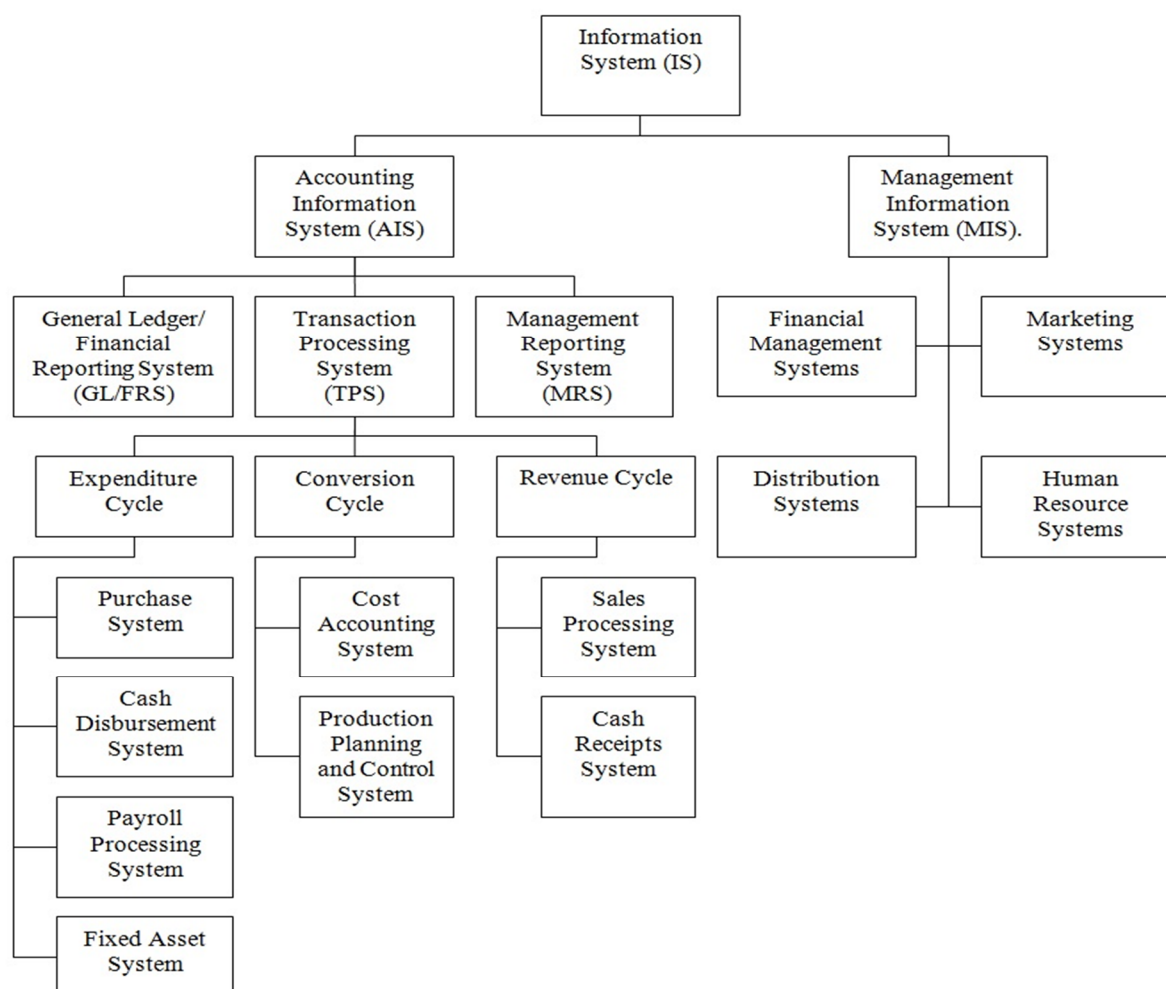 Information
System (IS)
Accounting
Information
System (AIS)
Management
Information
System (MIS).
General Ledger/
Financial
Reporting System
(GL/FRS)
Transaction
Processing
System
(TPS)
Management
Reporting
System
(MRS)
Financial
Management
Systems
Marketing
Systems
Expenditure
Cycle
Conversion
Cycle
Revenue Cycle
Distribution
Systems
Human
Resource
Systems
Purchase
System
Cash
Disbursement
System
Payroll
Processing
System
Fixed Asset
System
Cost
Accounting
System
Production
Planning
and Control
System
Sales
Processing
System
Cash
Receipts
System